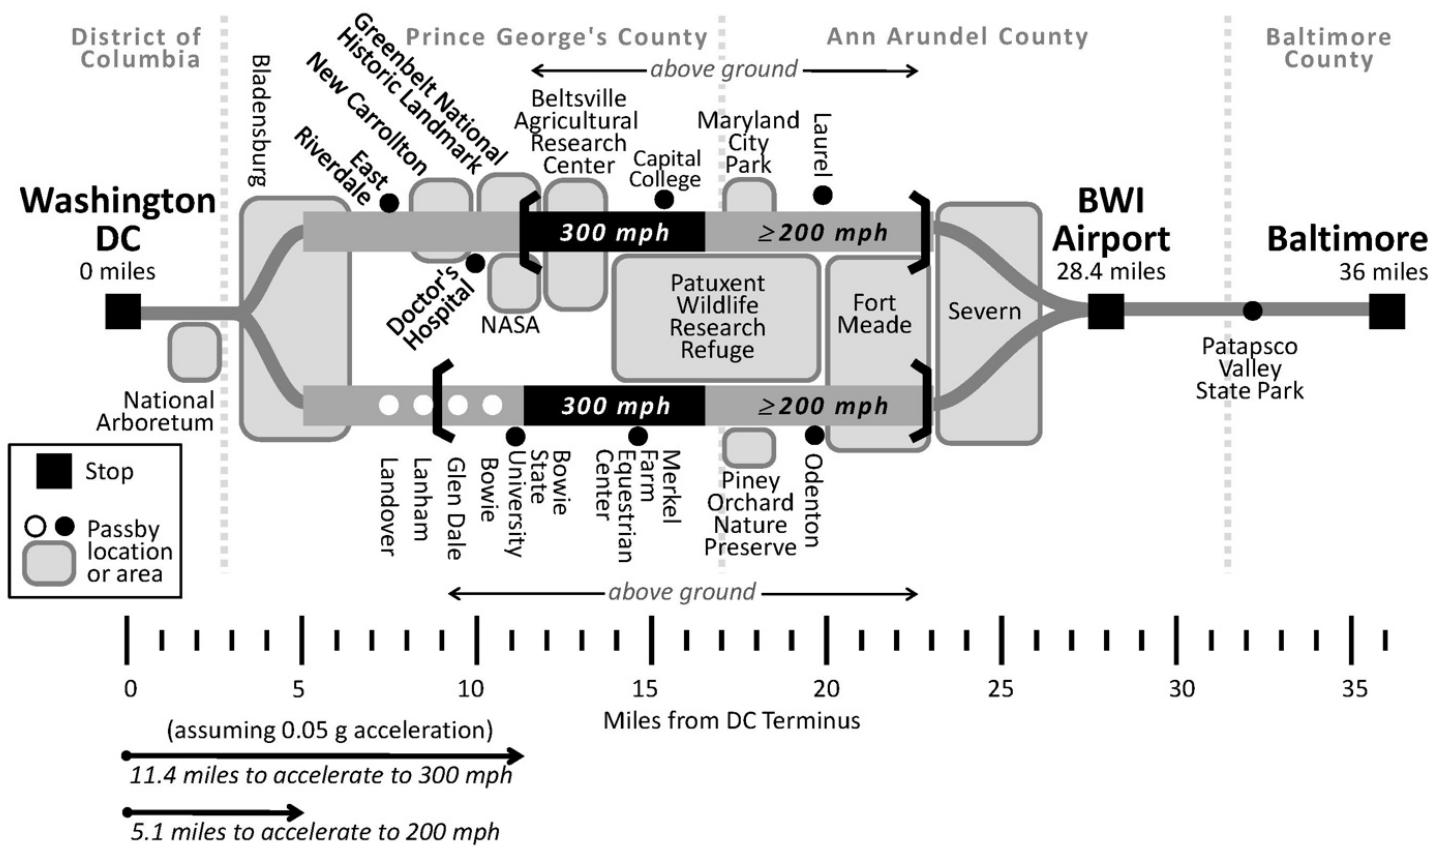 District of
Columbia
Prince George's County
Ann Arundel County
Baltimore
County
above ground
Bladensburg
Greenbelt National
Historic Landmark
New Carrollton
East
Riverdale
Beltsville
Agricultural
Research
Center
Capital
College
Maryland
City
Park
Laurel
Washington
DC
0 miles
300 mph
≥200 mph
BWI
Airport
28.4 miles
Baltimore
36 miles
Doctor's
Hospital
NASA
Patuxent
Wildlife
Research
Refuge
Fort
Meade
Severn
Patapsco
Valley
State Park
National
Arboretum
300 mph
≥200 mph
Landover
Lanham
Glen Dale
Bowie
Bowie
State
University
Merkel
Farm
Equestrian
Center
Piney
Orchard
Nature
Preserve
Odenton
Stop
Passby
location
or area
above ground
0 5 10 15 20 25 30 35
Miles from DC Terminus
(assuming 0.05 g acceleration)
11.4 miles to accelerate to 300 mph
5.1 miles to accelerate to 200 mph